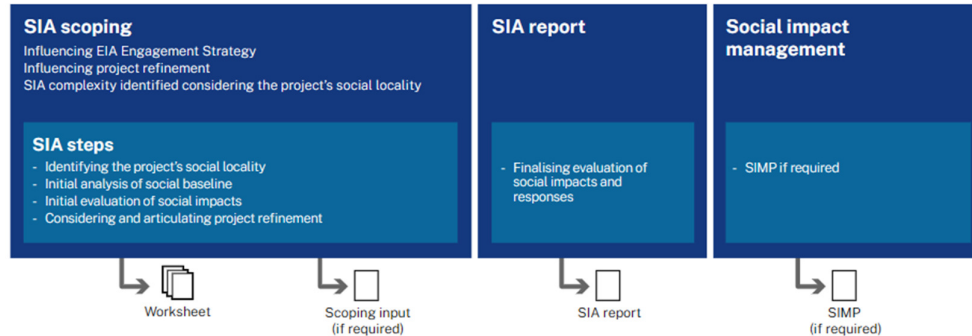 SIA scoping
Influencing EIA Engagement Strategy
Influencing project refinement
SIA complexity identified considering the project's social locality
SIA steps
- Identifying the project's social locality
- Initial analysis of social baseline
- Initial evaluation of social impacts
- Considering and articulating project refinement
Worksheet
Scoping input
(if required)
SIA report
- Finalising evaluation of
social impacts and
responses
SIA report
Social impact
management
- SIMP if required
SIMP
(if required)